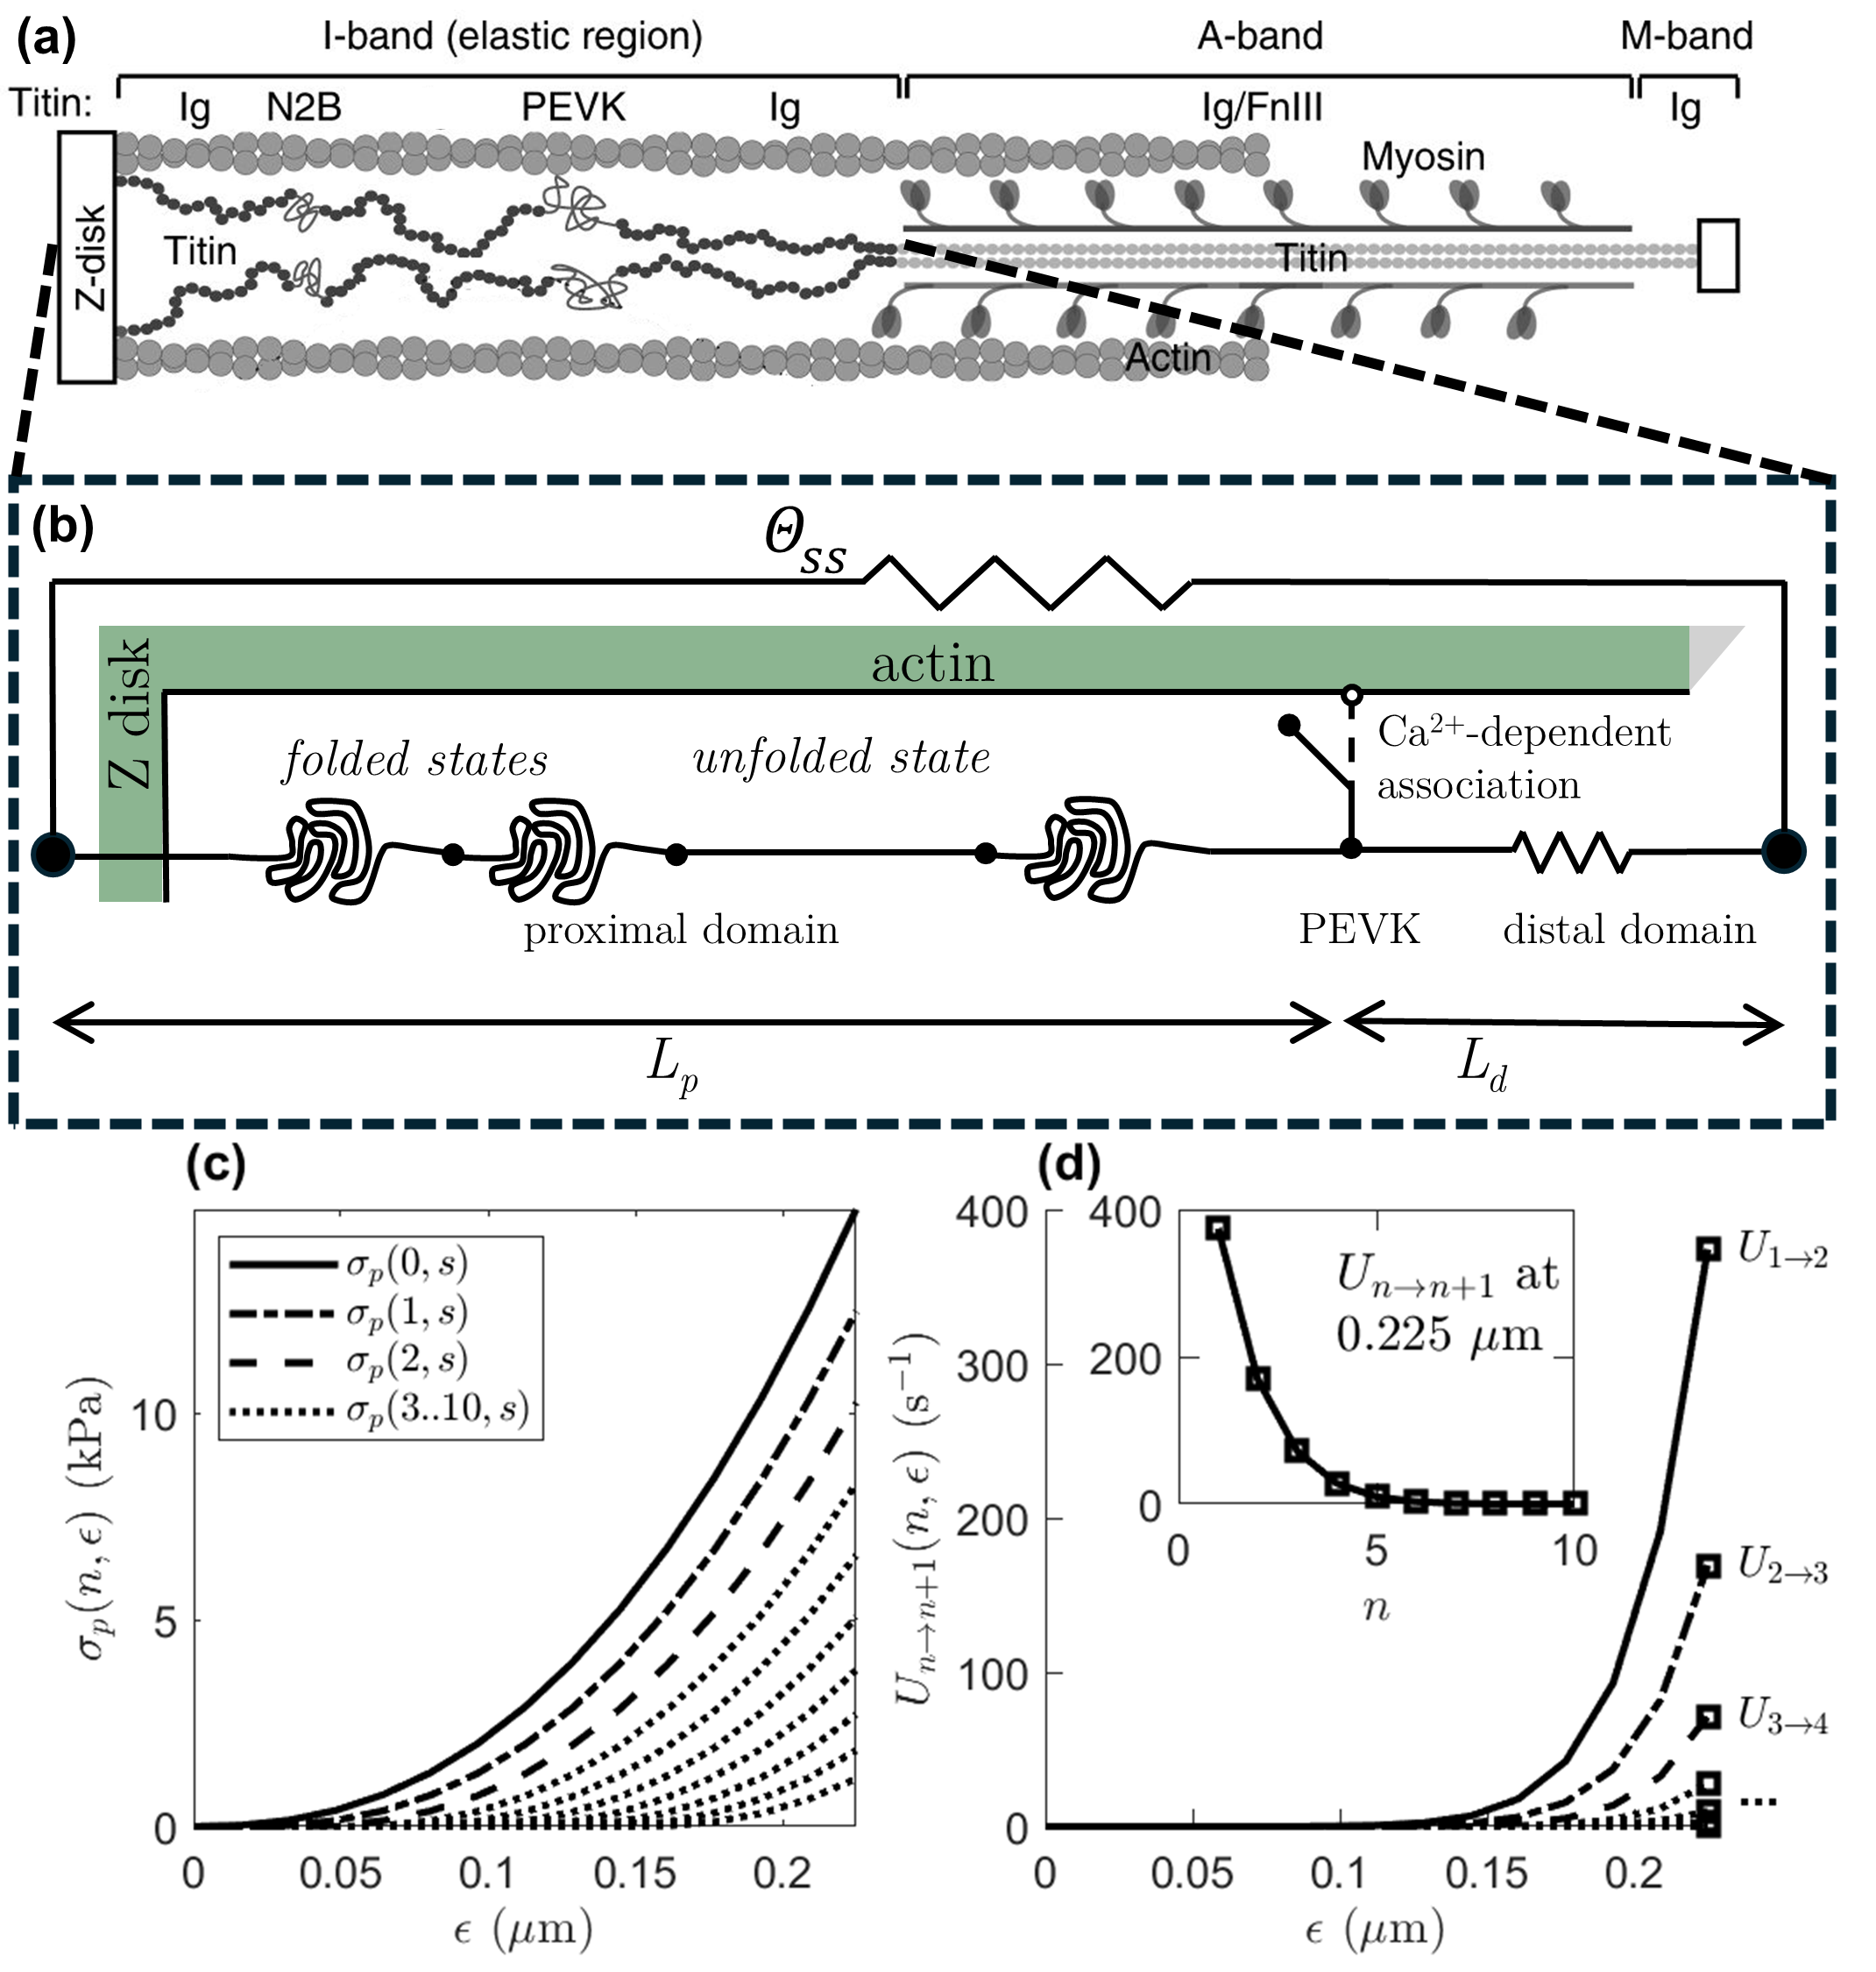 (a)
I-band (elastic region) A-band M-band
Titin: Ig N2B PEVK Ig Ig/FnIII Ig
Z-disk
Myosin
Titin
Titin
Actin
(b)
Θss
actin
Z disk
folded states unfolded state
Ca²⁺-dependent
association
proximal domain PEVK distal domain
Lp Ld
(c)
σp(n, ϵ) (kPa)
10
5
0
σp(0, s)
σp(1, s)
σp(2, s)
σp(3..10, s)
0 0.05 0.1 0.15 0.2
ϵ (μm)
(d)
Un→n+1(n, ϵ) (s⁻¹)
400
300
200
100
0
400
200
0
Un→n+1 at
0.225 μm
0 5 10
n
U1→2
U2→3
U3→4
...
0 0.05 0.1 0.15 0.2
ϵ (μm)